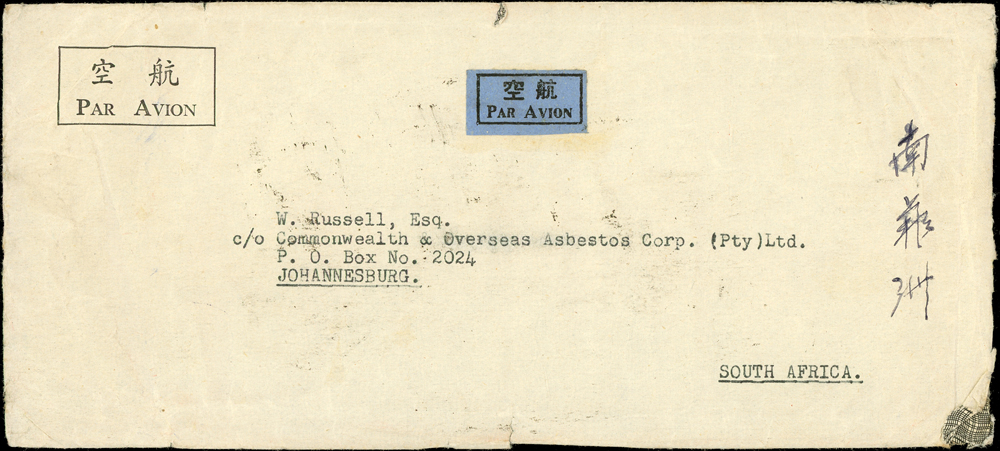 航空
PAR AVION
航空
PAR AVION
W. Russell, Esq.
c/o Commonwealth & Overseas Asbestos Corp. (Pty)Ltd.
P. O. Box No. 2024
JOHANNESBURG.
SOUTH AFRICA.
南菲洲